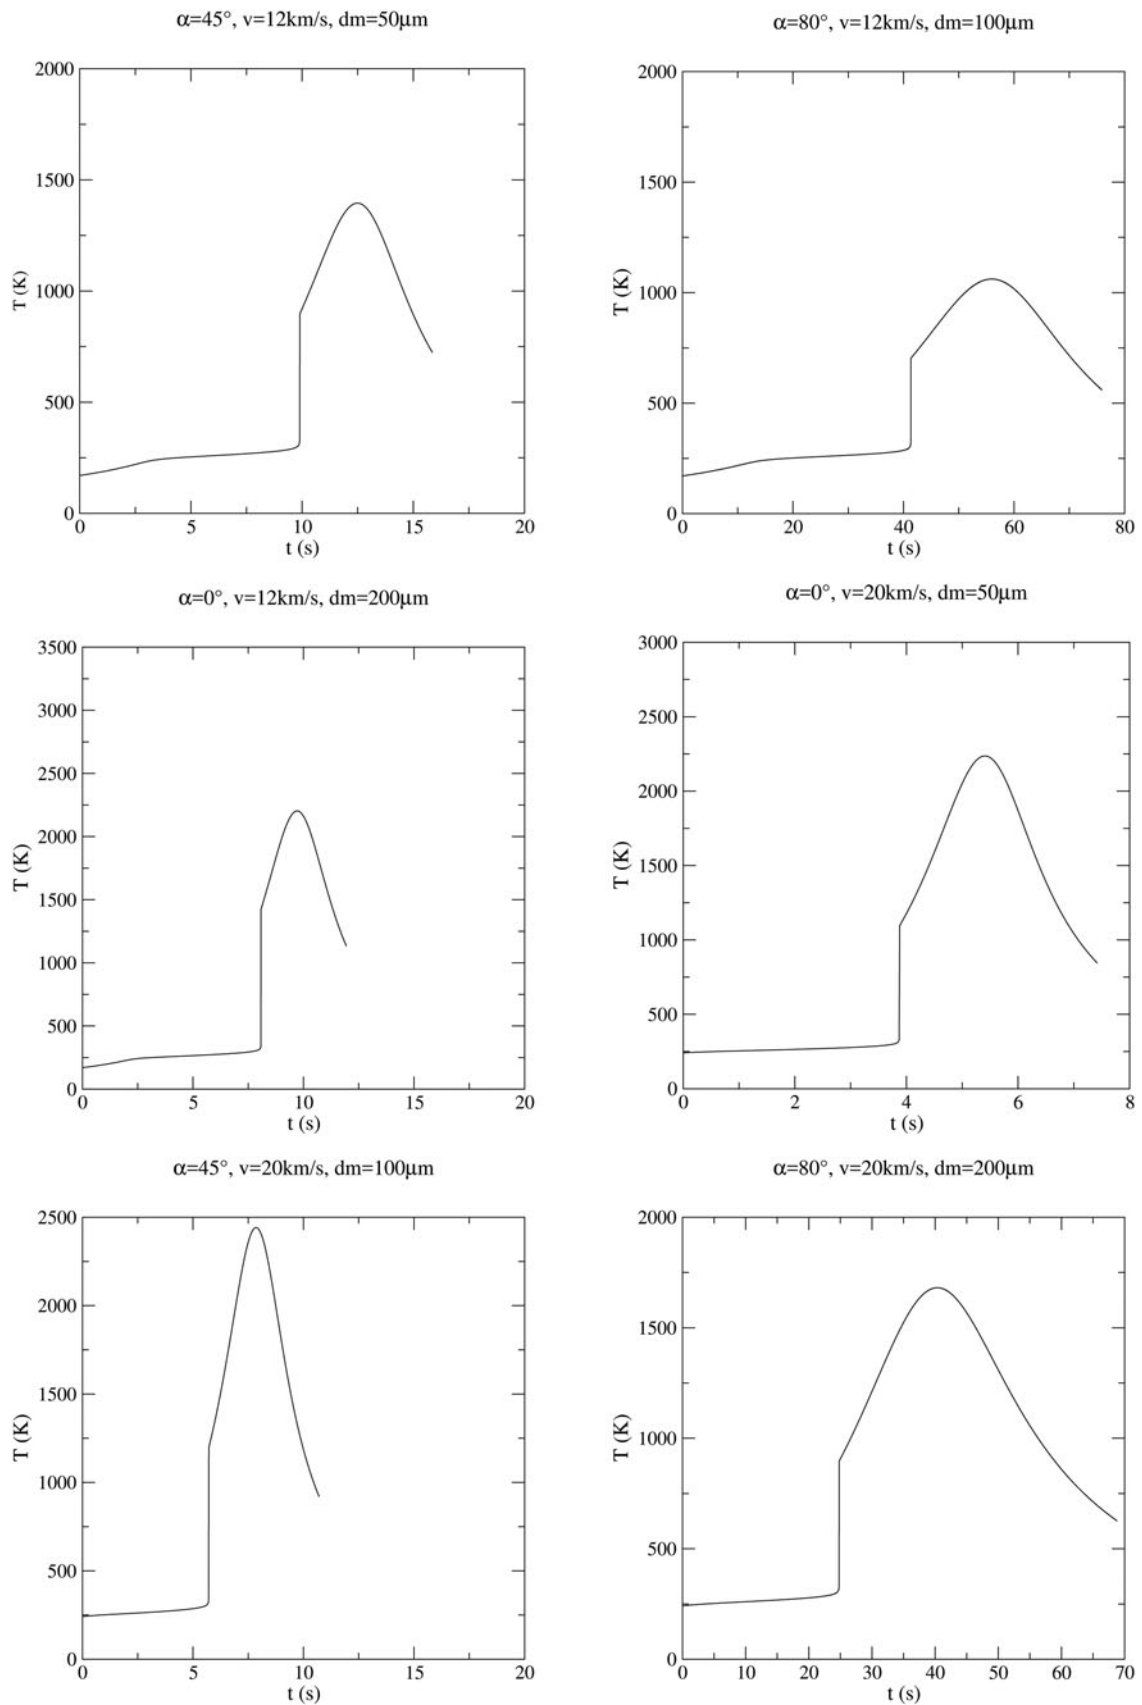 α=45°, v=12km/s, dm=50μm
2000
1500
1000
500
0
T (K)
0 5 10 15 20
t (s)
α=80°, v=12km/s, dm=100μm
2000
1500
1000
500
0
T (K)
0 20 40 60 80
t (s)
α=0°, v=12km/s, dm=200μm
3500
3000
2500
2000
1500
1000
500
0
T (K)
0 5 10 15 20
t (s)
α=0°, v=20km/s, dm=50μm
3000
2500
2000
1500
1000
500
0
T (K)
0 2 4 6 8
t (s)
α=45°, v=20km/s, dm=100μm
2500
2000
1500
1000
500
0
T (K)
0 5 10 15 20
t (s)
α=80°, v=20km/s, dm=200μm
2000
1500
1000
500
0
T (K)
0 10 20 30 40 50 60 70
t (s)